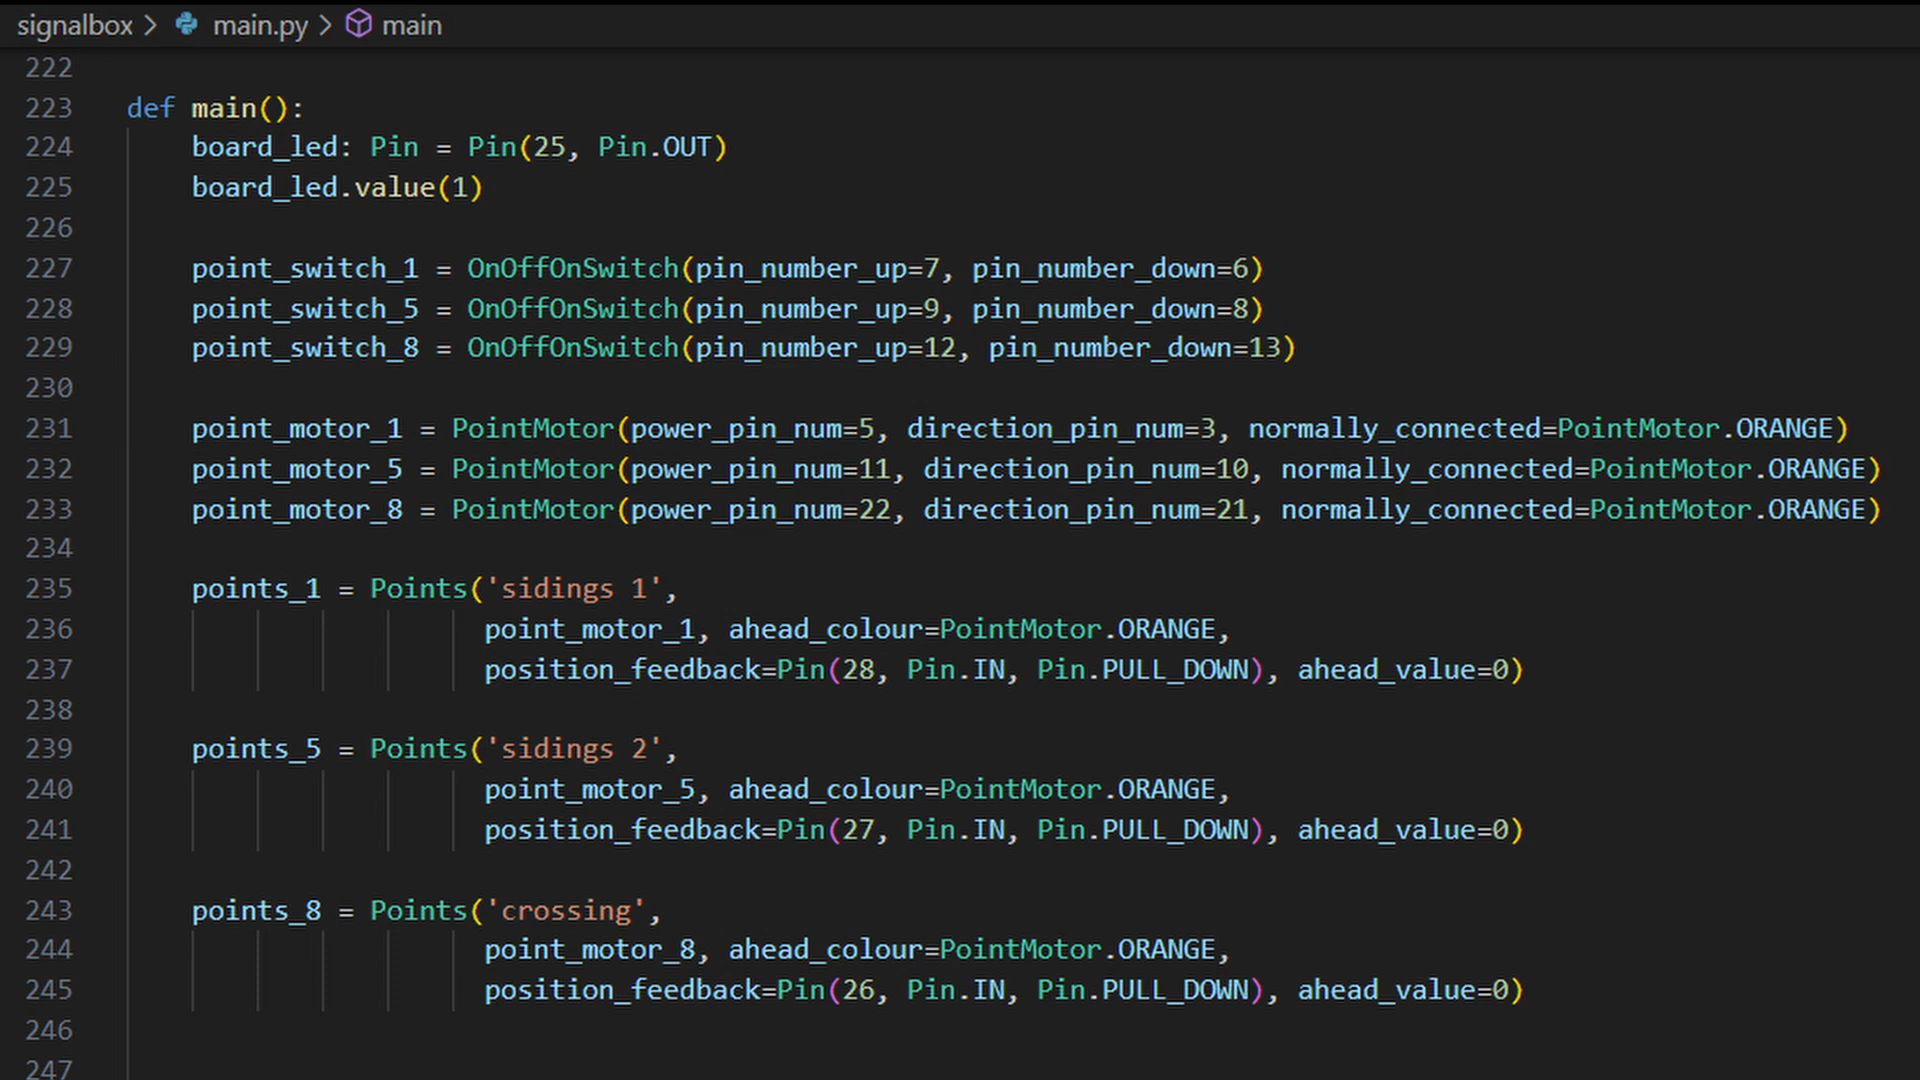 signalbox > main.py > main
222
223 def main():
224 board_led: Pin = Pin(25, Pin.OUT)
225 board_led.value(1)
226
227 point_switch_1 = OnOffOnSwitch(pin_number_up=7, pin_number_down=6)
228 point_switch_5 = OnOffOnSwitch(pin_number_up=9, pin_number_down=8)
229 point_switch_8 = OnOffOnSwitch(pin_number_up=12, pin_number_down=13)
230
231 point_motor_1 = PointMotor(power_pin_num=5, direction_pin_num=3, normally_connected=PointMotor.ORANGE)
232 point_motor_5 = PointMotor(power_pin_num=11, direction_pin_num=10, normally_connected=PointMotor.ORANGE)
233 point_motor_8 = PointMotor(power_pin_num=22, direction_pin_num=21, normally_connected=PointMotor.ORANGE)
234
235 points_1 = Points('sidings 1',
236 point_motor_1, ahead_colour=PointMotor.ORANGE,
237 position_feedback=Pin(28, Pin.IN, Pin.PULL_DOWN), ahead_value=0)
238
239 points_5 = Points('sidings 2',
240 point_motor_5, ahead_colour=PointMotor.ORANGE,
241 position_feedback=Pin(27, Pin.IN, Pin.PULL_DOWN), ahead_value=0)
242
243 points_8 = Points('crossing',
244 point_motor_8, ahead_colour=PointMotor.ORANGE,
245 position_feedback=Pin(26, Pin.IN, Pin.PULL_DOWN), ahead_value=0)
246
247